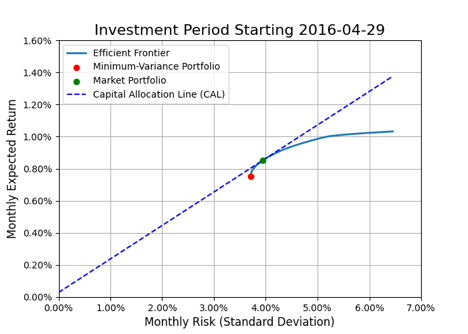 Investment Period Starting 2016-04-29
1.60%
1.40%
1.20%
1.00%
0.80%
0.60%
0.40%
0.20%
0.00%
Monthly Expected Return
Efficient Frontier
Minimum-Variance Portfolio
Market Portfolio
Capital Allocation Line (CAL)
0.00% 1.00% 2.00% 3.00% 4.00% 5.00% 6.00% 7.00%
Monthly Risk (Standard Deviation)